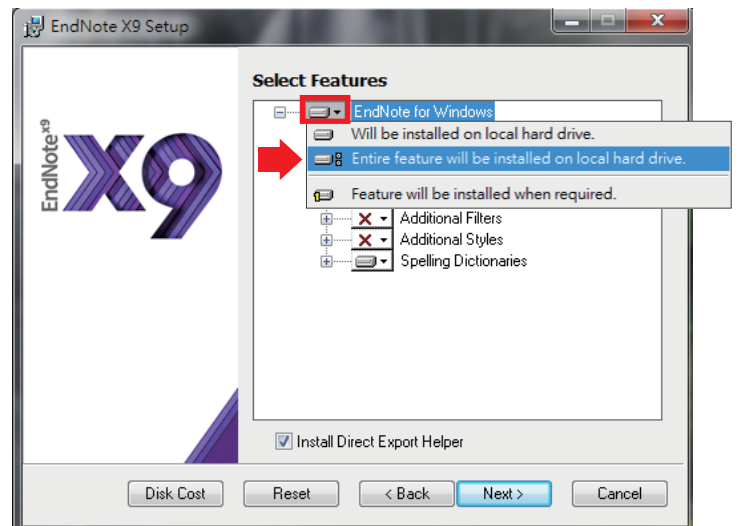 EndNote X9 Setup
EndNote X9
X9
Select Features
EndNote for Windows
Will be installed on local hard drive.
Entire feature will be installed on local hard drive.
Feature will be installed when required.
Additional Filters
Additional Styles
Spelling Dictionaries
Install Direct Export Helper
Disk Cost
Reset
< Back
Next >
Cancel